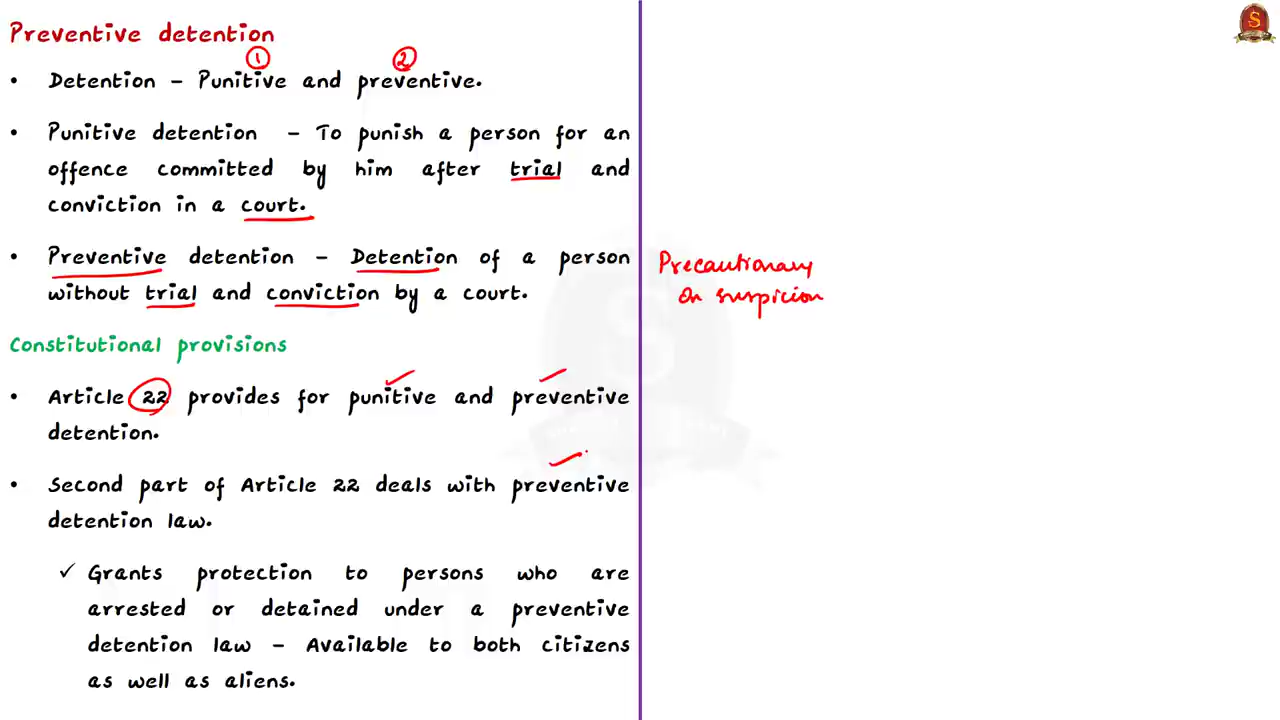 Preventive detention
1 2
• Detention – Punitive and preventive.
• Punitive detention – To punish a person for an
offence committed by him after trial and
conviction in a court.
• Preventive detention – Detention of a person
without trial and conviction by a court.
Constitutional provisions
• Article 22 provides for punitive and preventive
detention.
• Second part of Article 22 deals with preventive
detention law.
✓ Grants protection to persons who are
arrested or detained under a preventive
detention law – Available to both citizens
as well as aliens.
Precautionary
On suspicion
S